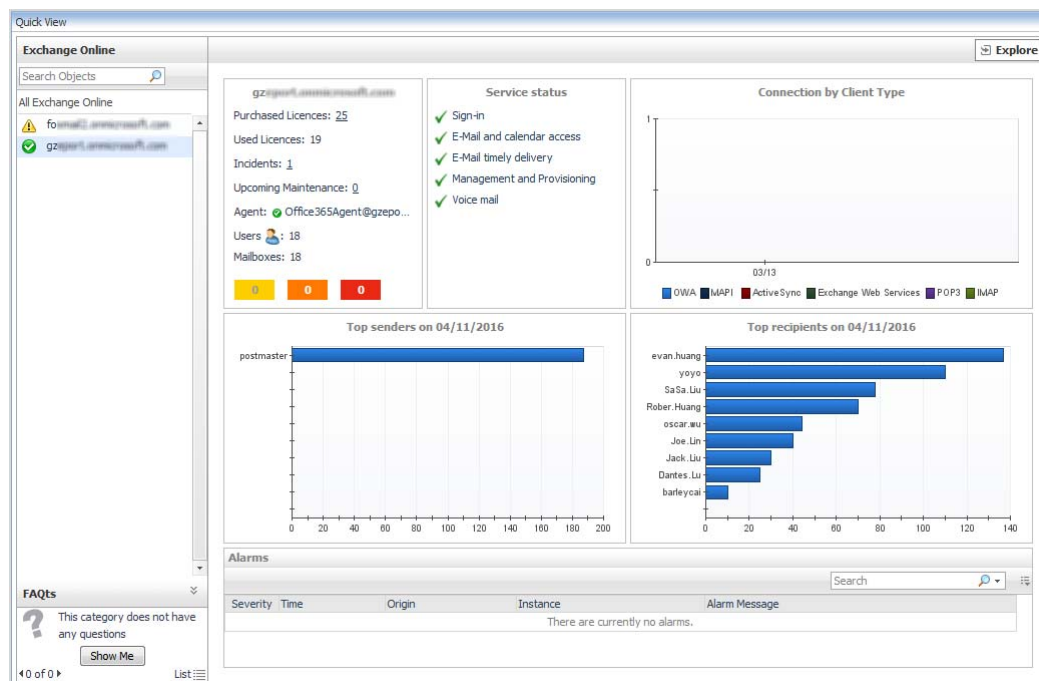 Quick View
Exchange Online
Explore
Search Objects
All Exchange Online
fo
gz
FAQts
This category does not have
any questions
Show Me
0 of 0
List
gz
Purchased Licences: 25
Used Licences: 19
Incidents: 1
Upcoming Maintenance: 0
Agent: Office365Agent@gzepo...
Users : 18
Mailboxes: 18
0 0 0
Service status
Sign-in
E-Mail and calendar access
E-Mail timely delivery
Management and Provisioning
Voice mail
Connection by Client Type
1
0
03/13
OWA MAPI ActiveSync Exchange Web Services POP3 IMAP
Top senders on 04/11/2016
postmaster
0 20 40 60 80 100 120 140 160 180 200
Top recipients on 04/11/2016
evan.huang
yoyo
SaSa.Liu
Rober.Huang
oscar.wu
Joe.Lin
Jack.Liu
Dantes.Lu
barleycai
0 20 40 60 80 100 120 140
Alarms
Search
Severity Time Origin Instance Alarm Message
There are currently no alarms.